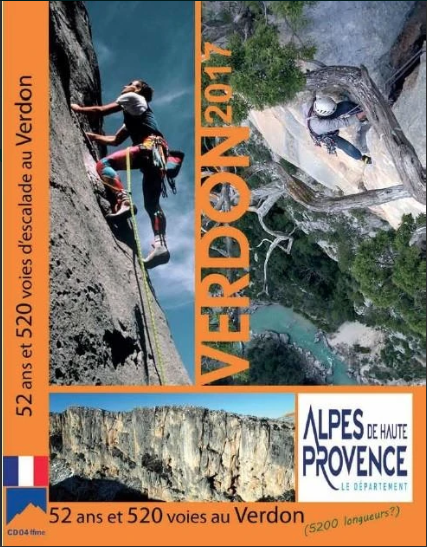 52 ans et 520 voies d'escalade au Verdon
VERDON 2017
ALPES DE HAUTE
PROVENCE
LE DÉPARTEMENT
CD04 ffme
52 ans et 520 voies au Verdon
(5200 longueurs?)